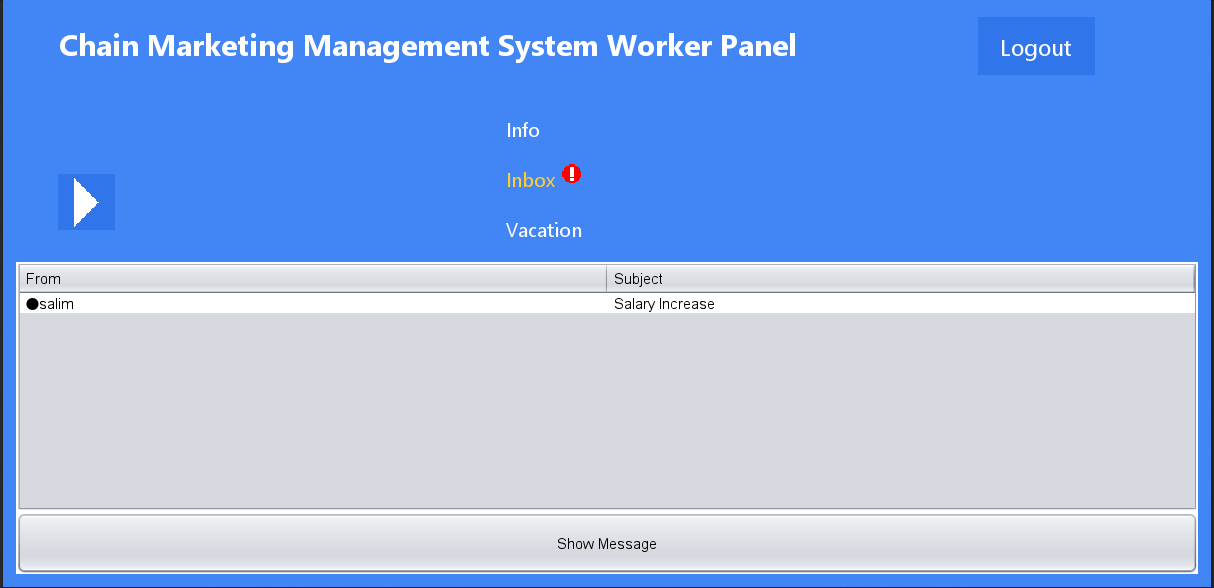 Chain Marketing Management System Worker Panel
Logout
Info
Inbox
Vacation
From Subject
●salim Salary Increase
Show Message